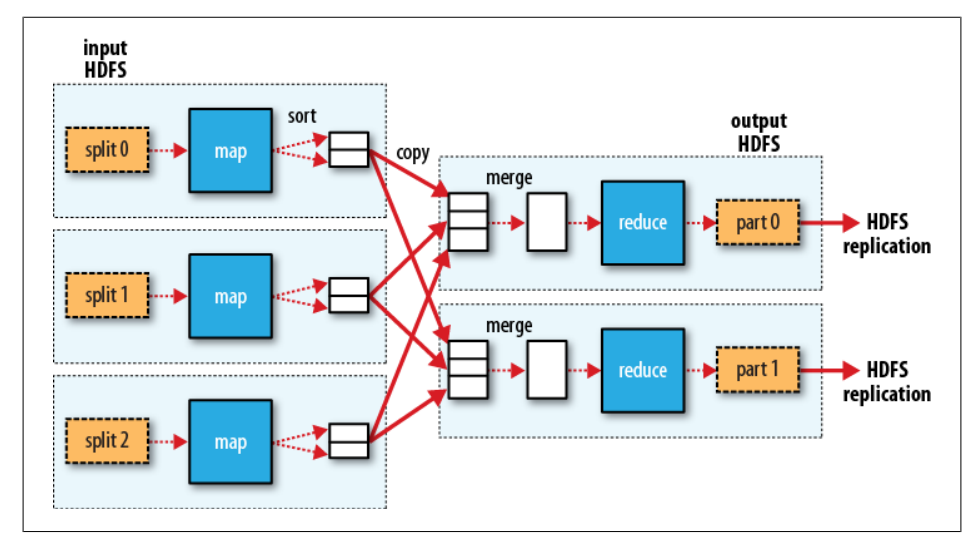 input
HDFS
split 0
map
sort
copy
split 1
map
split 2
map
output
HDFS
merge
reduce
part 0
HDFS
replication
merge
reduce
part 1
HDFS
replication